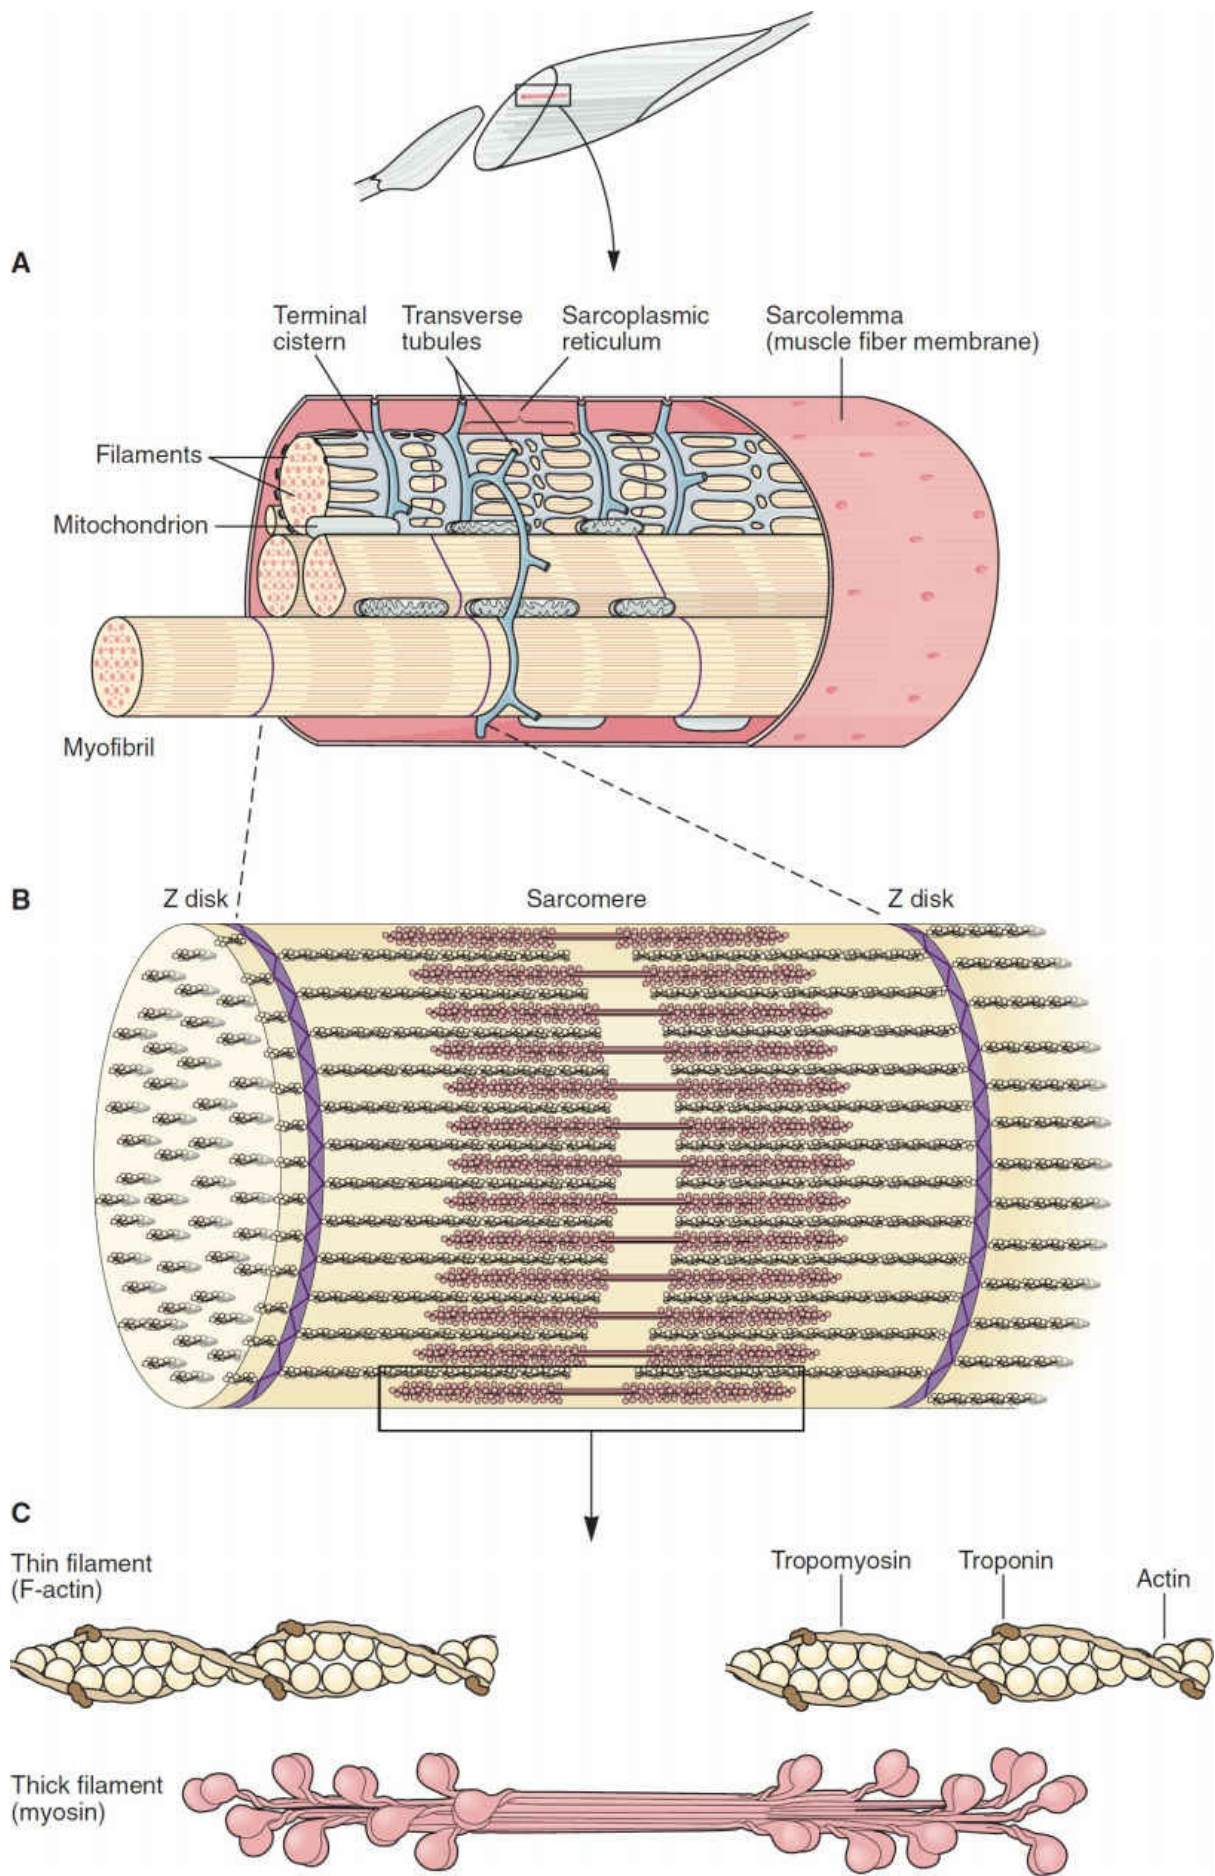 A
Terminal
cistern
Transverse
tubules
Sarcoplasmic
reticulum
Sarcolemma
(muscle fiber membrane)
Filaments
Mitochondrion
Myofibril
B
Z disk
Sarcomere
Z disk
C
Thin filament
(F-actin)
Tropomyosin
Troponin
Actin
Thick filament
(myosin)